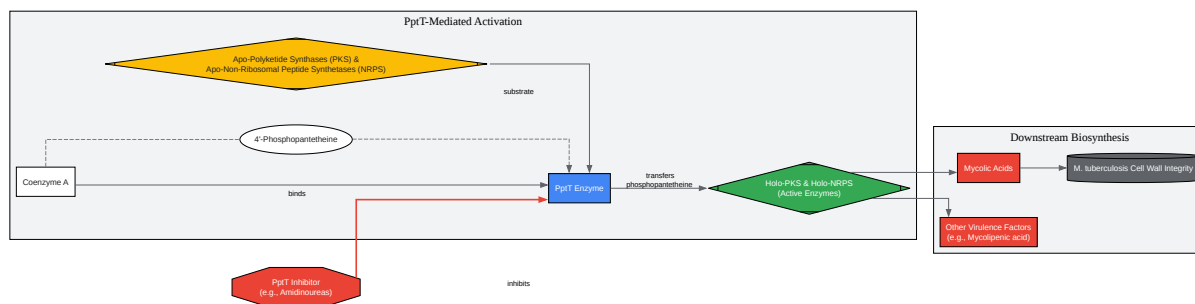 PptT-Mediated Activation
Apo-Polyketide Synthases (PKS) &
Apo-Non-Ribosomal Peptide Synthetases (NRPS)
substrate
4'-Phosphopantetheine
Coenzyme A
binds
PptT Enzyme
transfers
phosphopantetheine
Holo-PKS & Holo-NRPS
(Active Enzymes)
Downstream Biosynthesis
Mycolic Acids
M. tuberculosis Cell Wall Integrity
Other Virulence Factors
(e.g., Mycolipenic acid)
PptT Inhibitor
(e.g., Amidinoureas)
inhibits